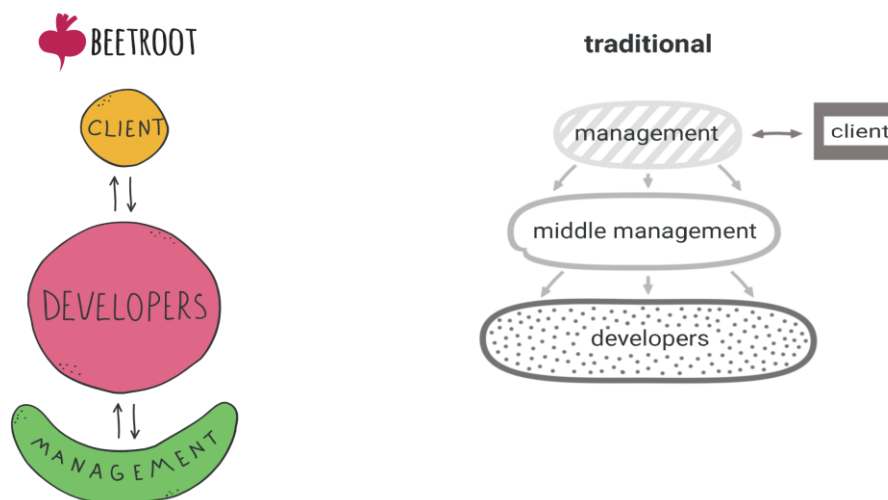 BEETROOT
CLIENT
DEVELOPERS
MANAGEMENT
traditional
management
client
middle management
developers